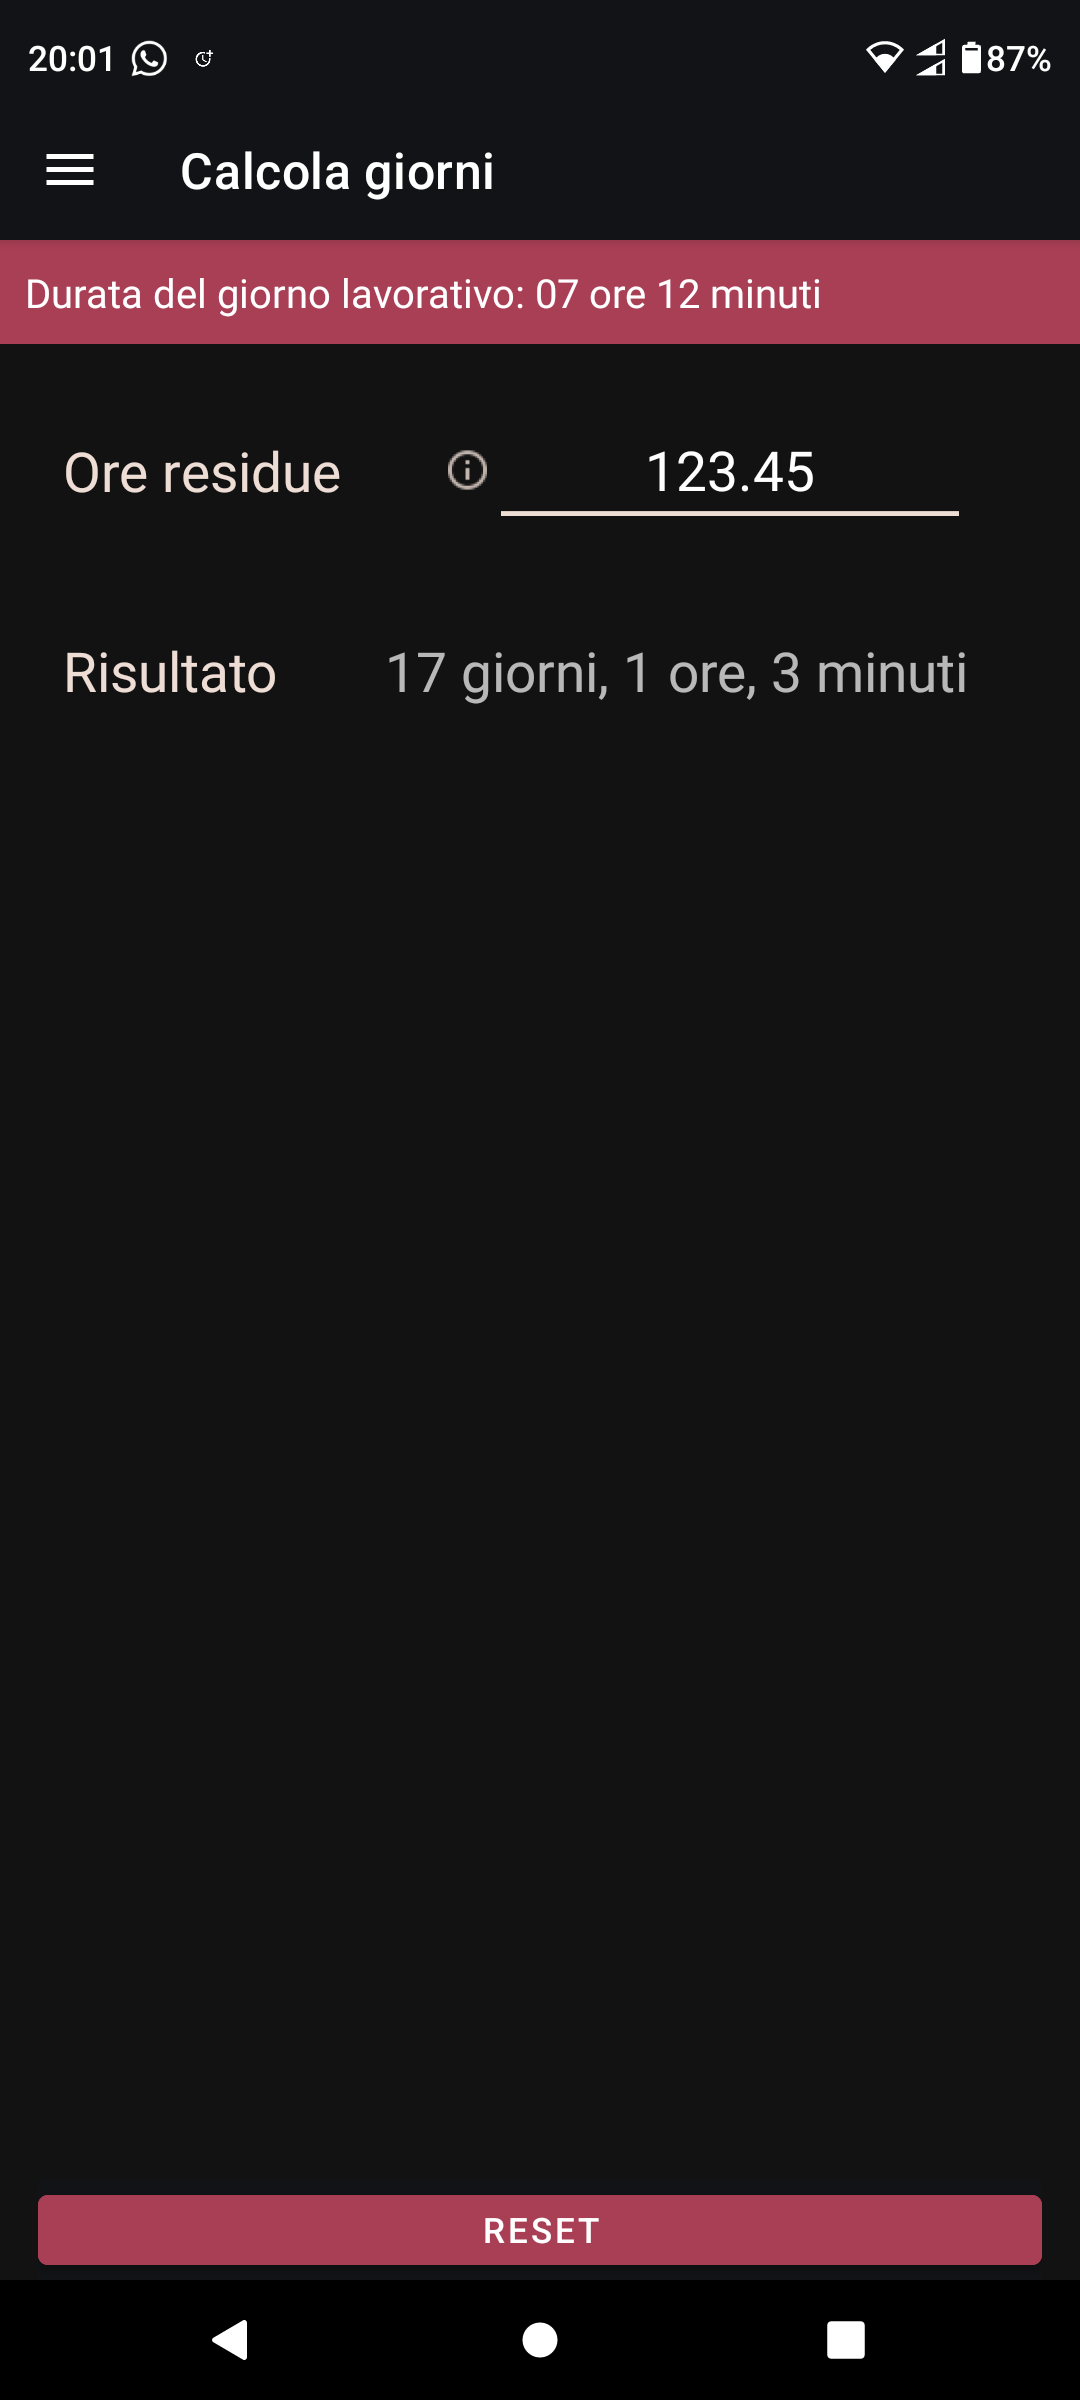 20:01 87%
Calcola giorni
Durata del giorno lavorativo: 07 ore 12 minuti
Ore residue 123.45
Risultato 17 giorni, 1 ore, 3 minuti
RESET